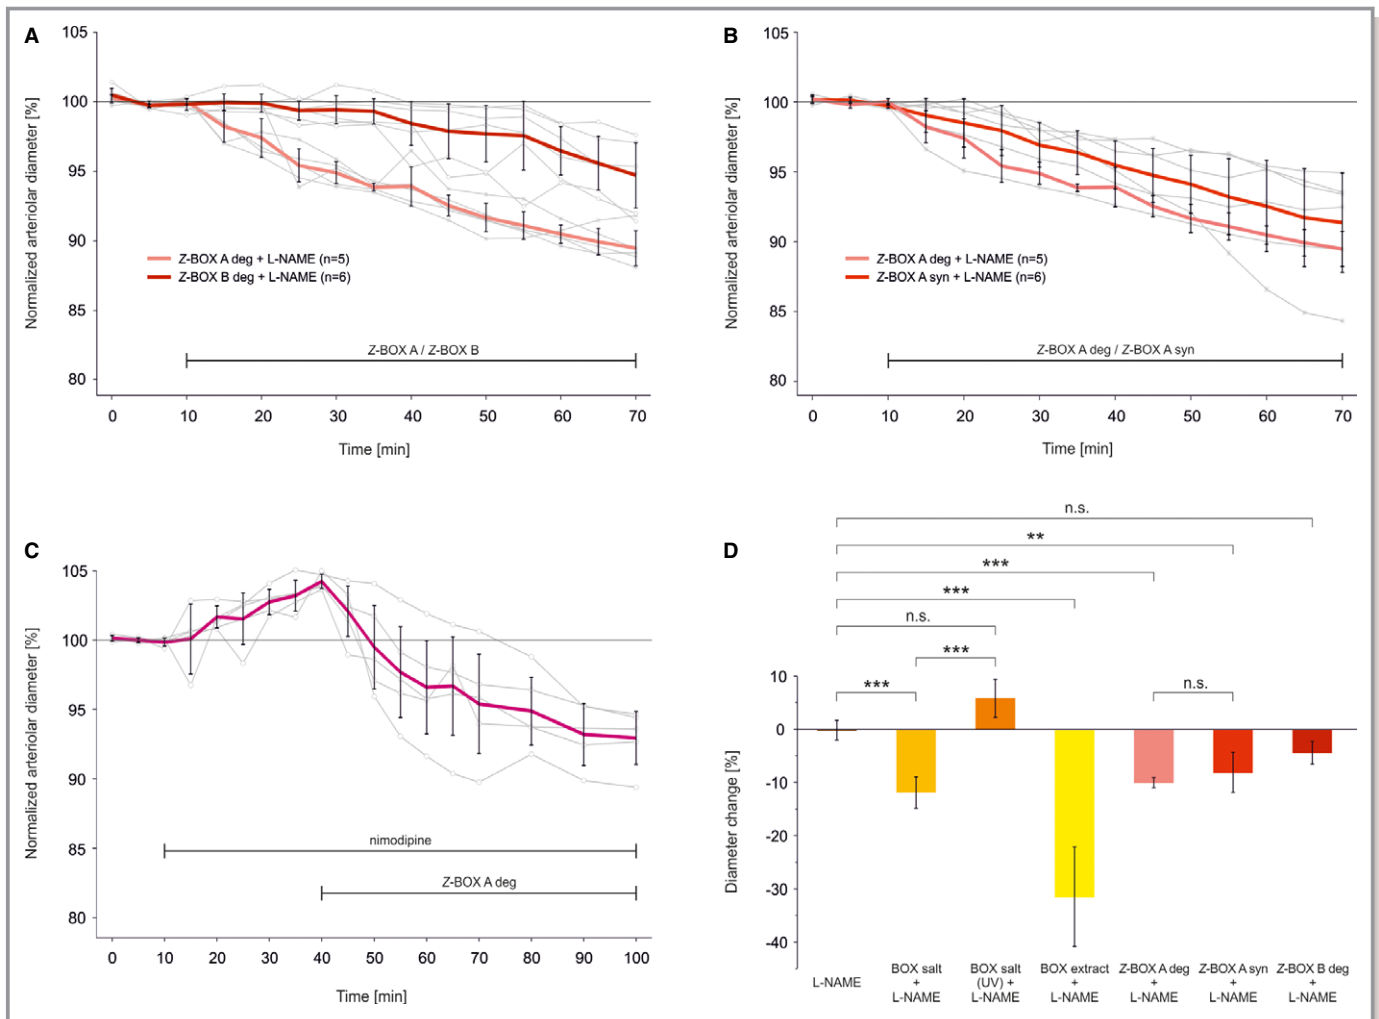 A
105
100
95
90
85
80
Normalized arteriolar diameter [%]
Z-BOX A deg + L-NAME (n=5)
Z-BOX B deg + L-NAME (n=6)
Z-BOX A / Z-BOX B
0 10 20 30 40 50 60 70
Time [min]
B
105
100
95
90
85
80
Normalized arteriolar diameter [%]
Z-BOX A deg + L-NAME (n=5)
Z-BOX A syn + L-NAME (n=6)
Z-BOX A deg / Z-BOX A syn
0 10 20 30 40 50 60 70
Time [min]
C
105
100
95
90
85
80
Normalized arteriolar diameter [%]
nimodipine
Z-BOX A deg
0 10 20 30 40 50 60 70 80 90 100
Time [min]
D
n.s.
**
***
***
n.s.
***
***
n.s.
10
0
-10
-20
-30
-40
Diameter change [%]
L-NAME
BOX salt
+
L-NAME
BOX salt
(UV) +
L-NAME
BOX extract
+
L-NAME
Z-BOX A deg
+
L-NAME
Z-BOX A syn
+
L-NAME
Z-BOX B deg
+
L-NAME